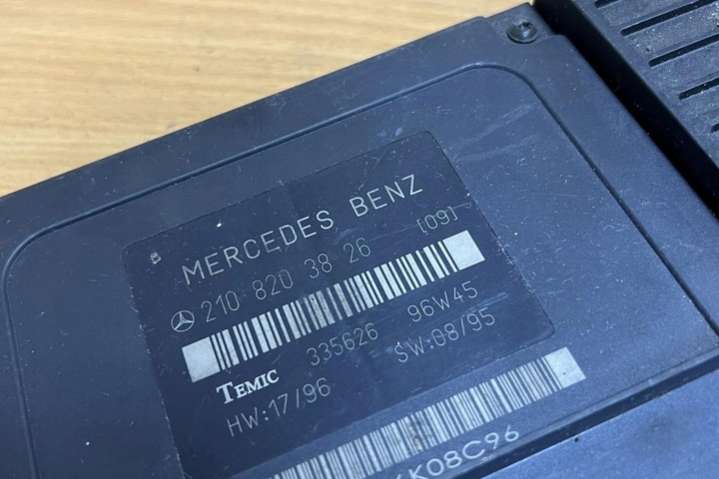 MERCEDES BENZ
210 820 38 26 [09]
TEMIC 335626 96W45
HW:17/96 SW:08/95
K08C96